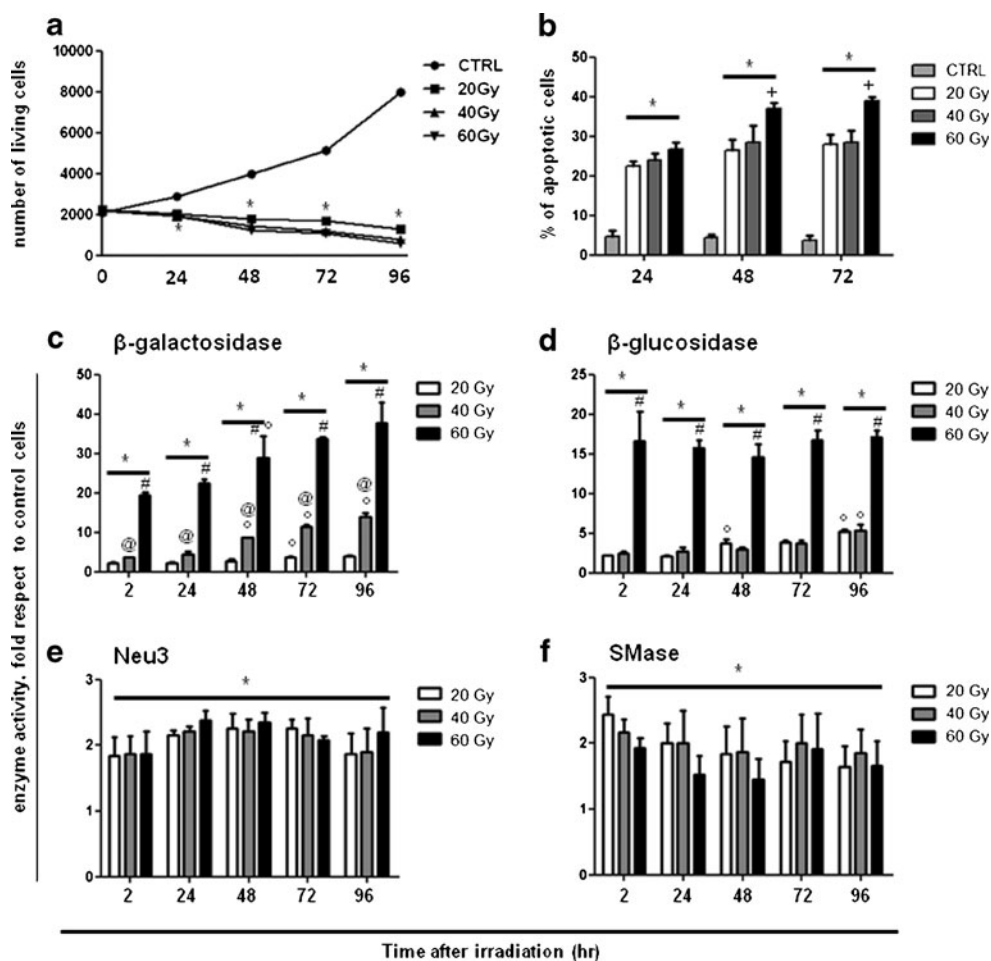 a
10000
8000
6000
4000
2000
0
number of living cells
CTRL
20Gy
40Gy
60Gy
*
*
*
*
0 24 48 72 96
b
50
40
30
20
10
0
% of apoptotic cells
CTRL
20 Gy
40 Gy
60 Gy
* * *
+ +
24 48 72
enzyme activity. fold respect to control cells
c β-galactosidase
50
40
30
20
10
0
20 Gy
40 Gy
60 Gy
* * * * *
# # # # #
@ @ @ @ @
2 24 48 72 96
d β-glucosidase
25
20
15
10
5
0
20 Gy
40 Gy
60 Gy
* * * * *
# # # # #
2 24 48 72 96
e Neu3
3
2
1
0
*
20 Gy
40 Gy
60 Gy
2 24 48 72 96
f SMase
3
2
1
0
*
20 Gy
40 Gy
60 Gy
2 24 48 72 96
Time after irradiation (hr)